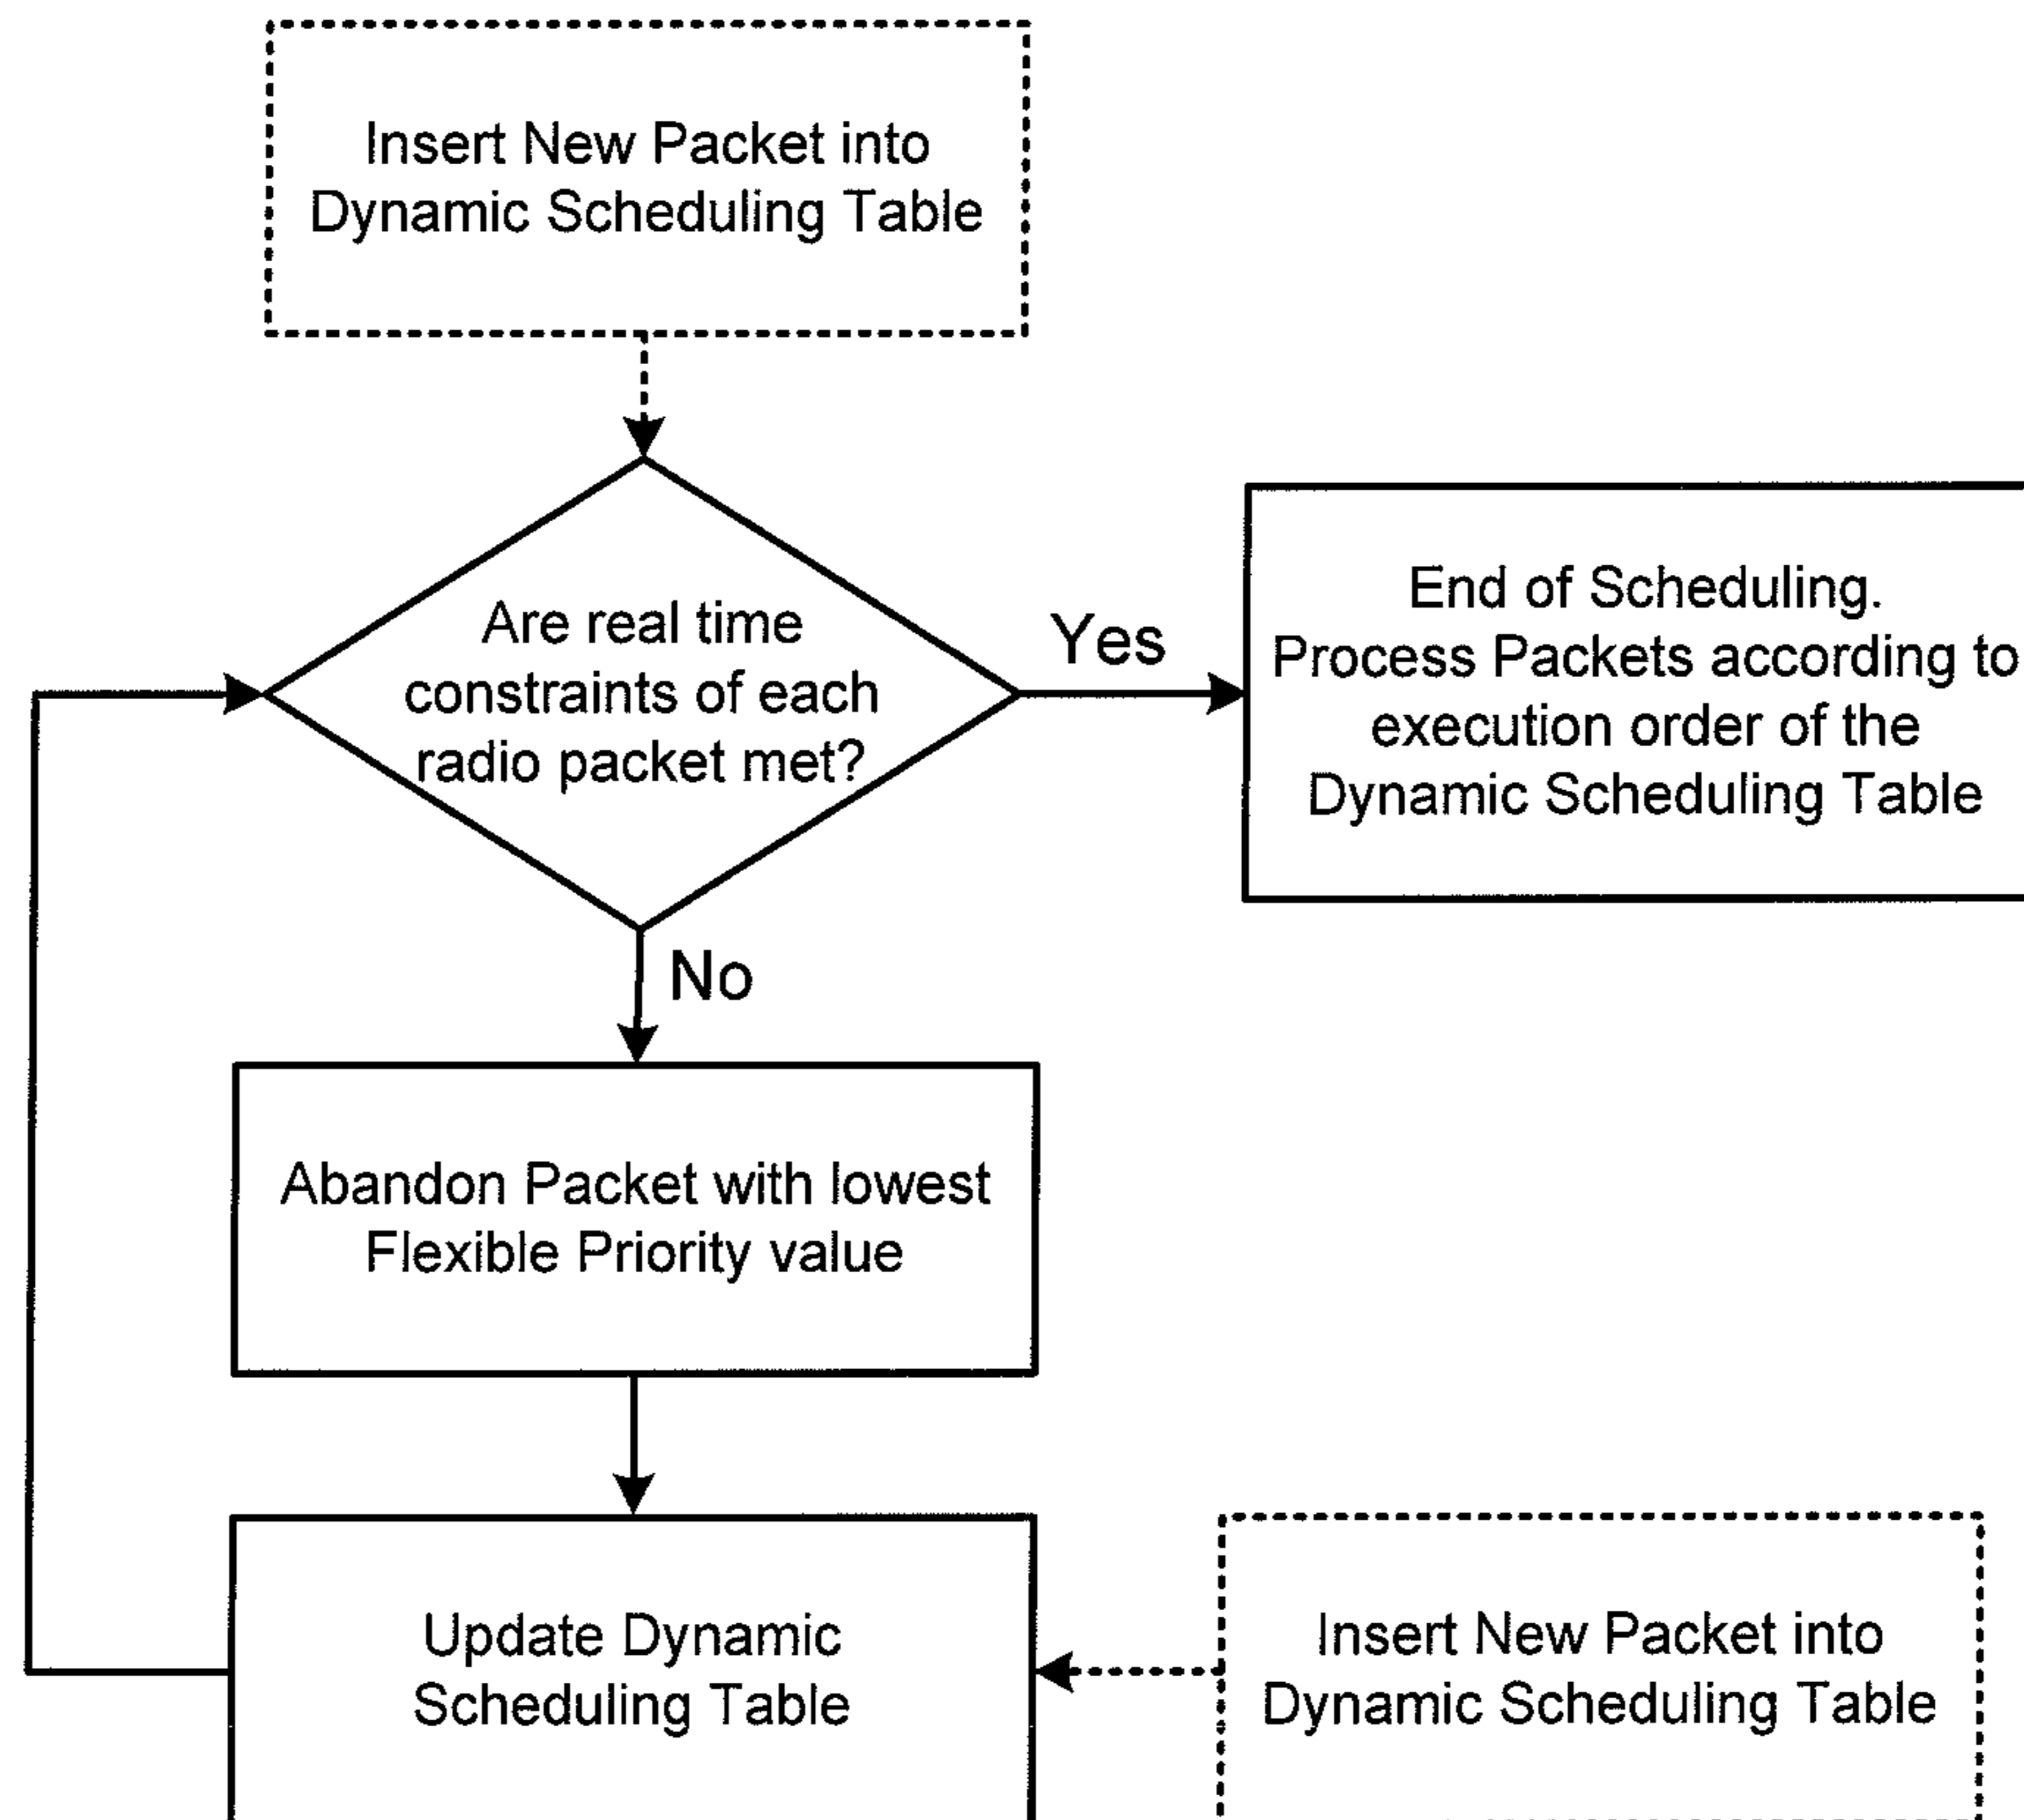 Insert New Packet into
Dynamic Scheduling Table
Are real time
constraints of each
radio packet met?
Yes
End of Scheduling.
Process Packets according to
execution order of the
Dynamic Scheduling Table
No
Abandon Packet with lowest
Flexible Priority value
Update Dynamic
Scheduling Table
Insert New Packet into
Dynamic Scheduling Table